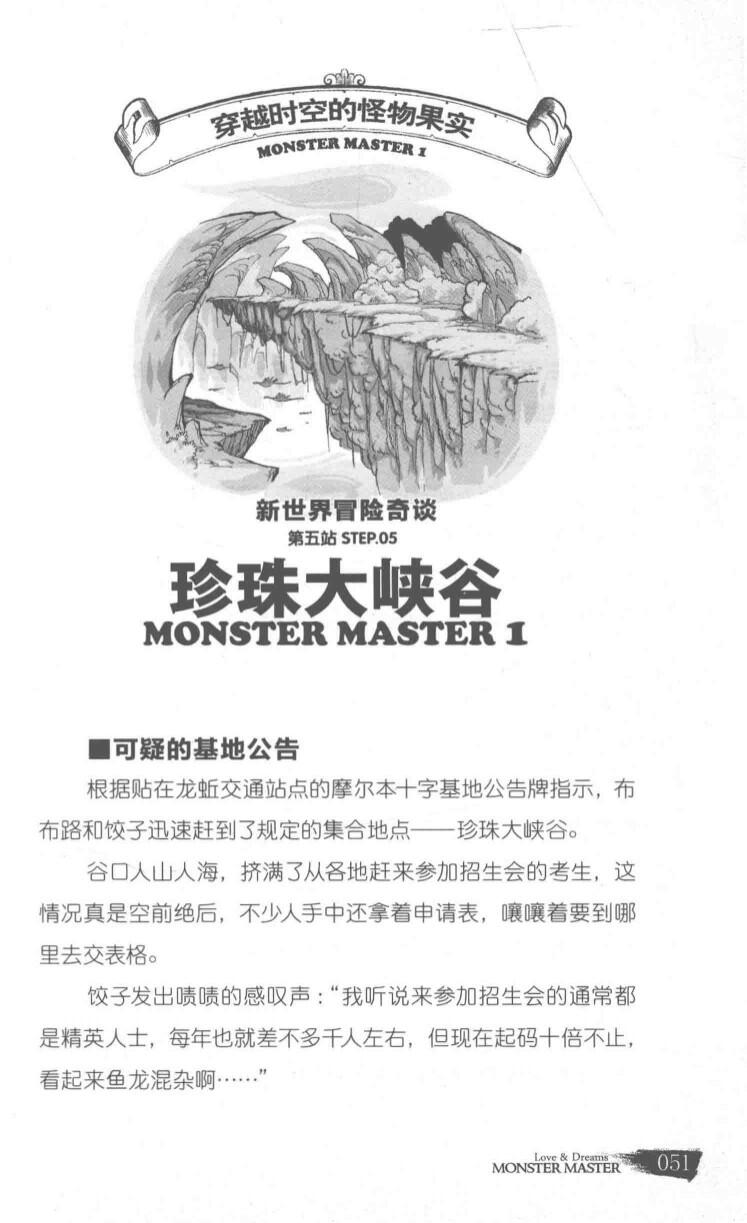 穿越时空的怪物果实
MONSTER MASTER 1
新世界冒险奇谈
第五站 STEP.05
珍珠大峡谷
MONSTER MASTER 1
■可疑的基地公告
根据贴在龙蚯交通站点的摩尔本十字基地公告牌指示，布
布路和饺子迅速赶到了规定的集合地点——珍珠大峡谷。
谷口人山人海，挤满了从各地赶来参加招生会的考生，这
情况真是空前绝后，不少人手中还拿着申请表，嚷嚷着要到哪
里去交表格。
饺子发出啧啧的感叹声：“我听说来参加招生会的通常都
是精英人士，每年也就差不多千人左右，但现在起码十倍不止，
看起来鱼龙混杂啊……”
Love & Dreams
MONSTER MASTER
051